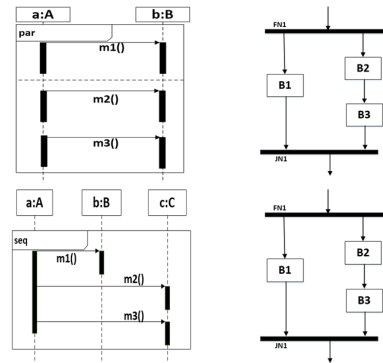 a:A
b:B
par
m1()
m2()
m3()
FN1
B1
B2
B3
JN1
a:A
b:B
c:C
seq
m1()
m2()
m3()
FN1
B1
B2
B3
JN1